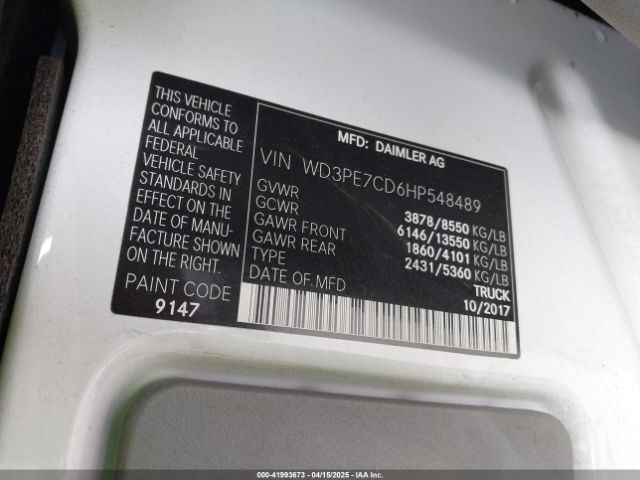 THIS VEHICLE
CONFORMS TO
ALL APPLICABLE
FEDERAL
VEHICLE SAFETY
STANDARDS IN
EFFECT ON THE
DATE OF MANU-
FACTURE SHOWN
ON THE RIGHT.
PAINT CODE
9147
MFD: DAIMLER AG
VIN WD3PE7CD6HP548489
GVWR 3878/8550 KG/LB
GCWR 6146/13550 KG/LB
GAWR FRONT 1860/4101 KG/LB
GAWR REAR 2431/5360 KG/LB
TYPE TRUCK
DATE OF MFD 10/2017
000-41993673 - 04/15/2025 - IAA, Inc.